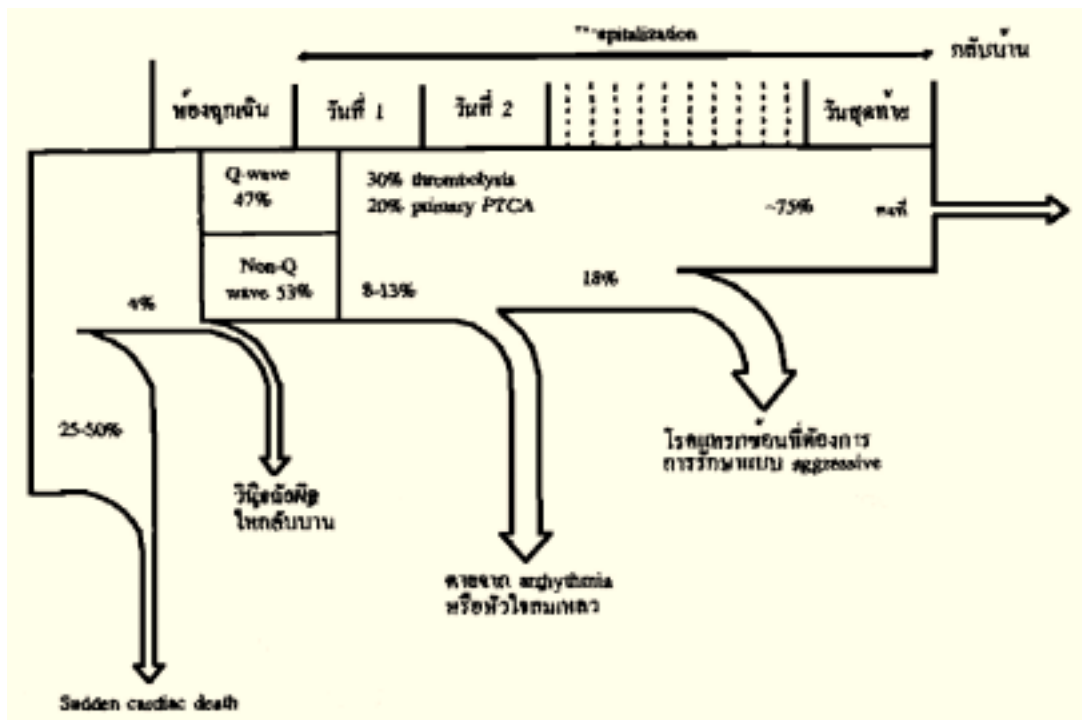 กลับบ้าน
ห้องฉุกเฉิน
วันที่ 1
วันที่ 2
วันสุดท้าย
Q-wave
47%
30% thrombolysis
20% primary PTCA
~75%
คงที่
Non-Q
wave 53%
8-13%
18%
4%
25-50%
โรคแทรกซ้อนที่ต้องการ
การรักษาแบบ aggressive
วินิจฉัยผิด
ให้กลับบ้าน
ตายจาก arrhythmia
หรือหัวใจล้มเหลว
Sudden cardiac death